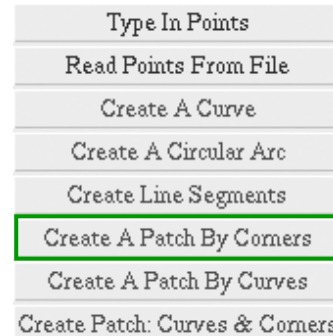 Type In Points
Read Points From File
Create A Curve
Create A Circular Arc
Create Line Segments
Create A Patch By Corners
Create A Patch By Curves
Create Patch: Curves & Corners